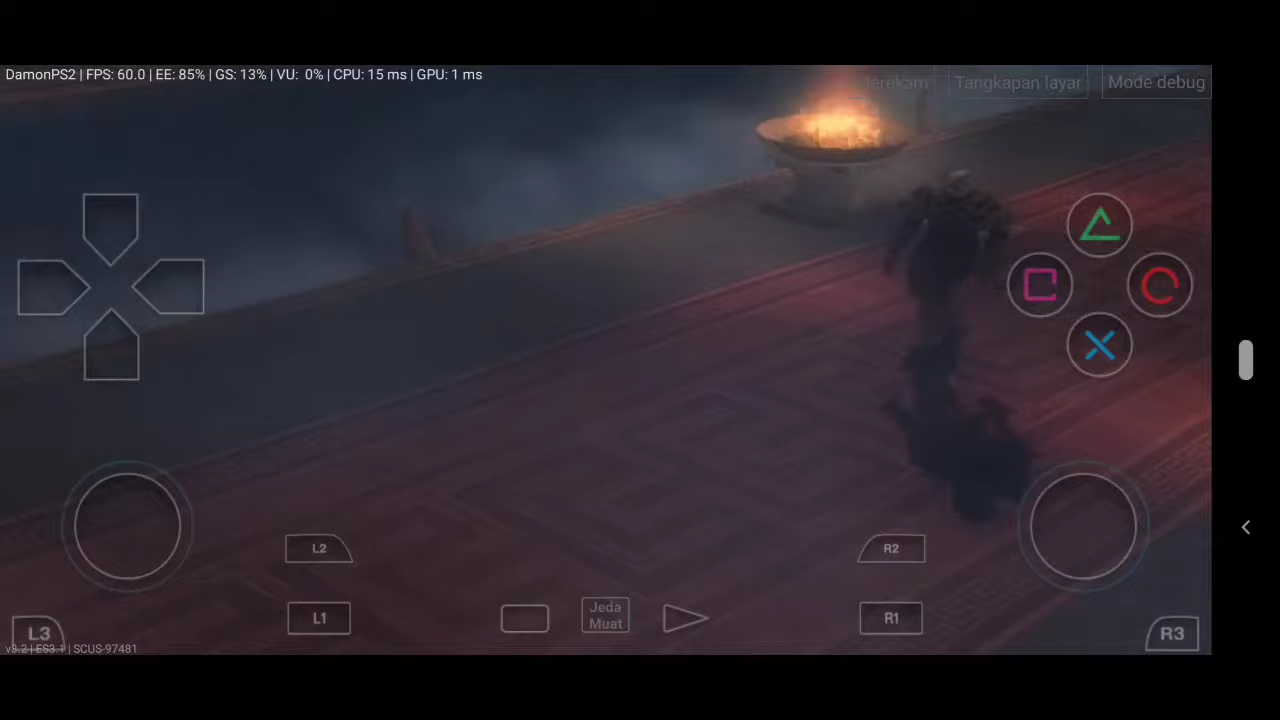 DamonPS2 | FPS: 60.0 | EE: 85% | GS: 13% | VU: 0% | CPU: 15 ms | GPU: 1 ms
Tangkapan layar
Mode debug
L2
R2
L1
Jeda
Muat
R1
L3
R3
v3.2 | ES3.1 | SCUS-97481